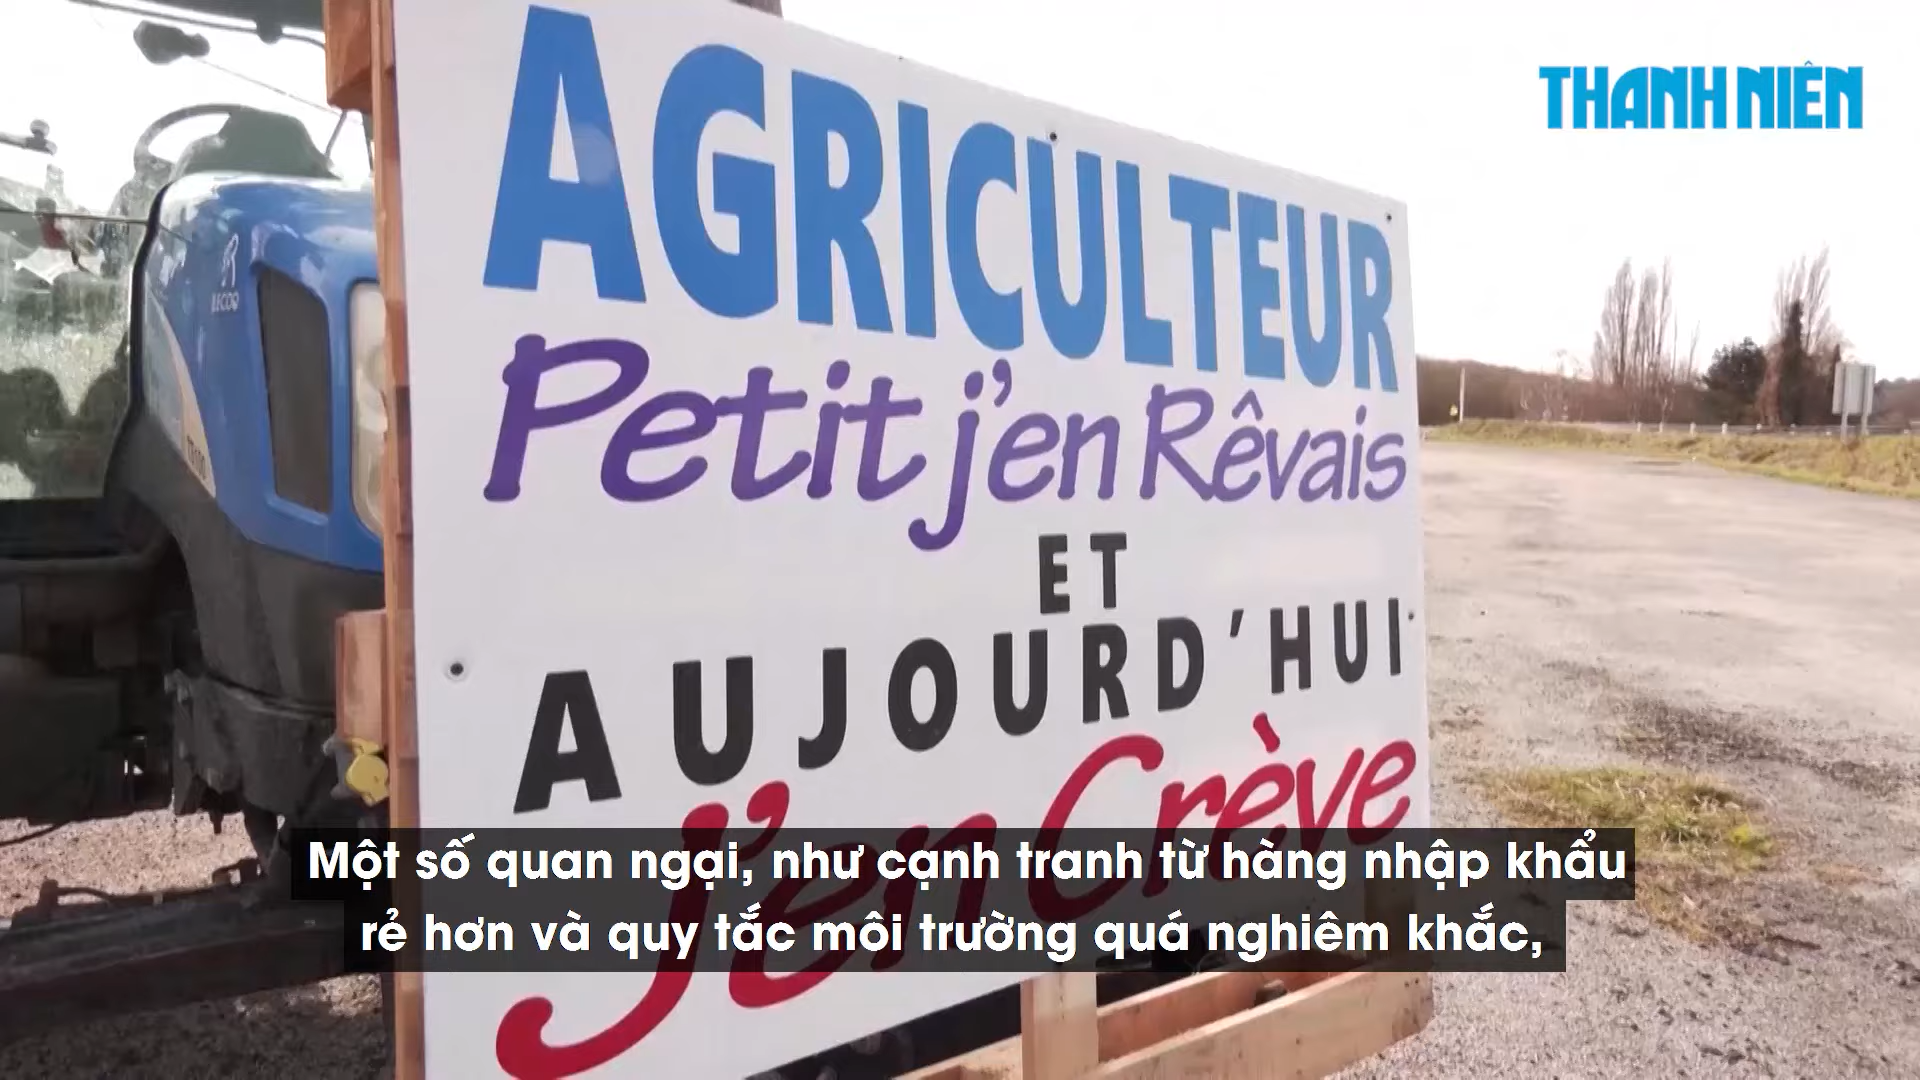 THANH NIÊN
AGRICULTEUR
Petit j'en Rêvais
ET
AUJOURD'HUI
J'en Crève
LECOQ
Một số quan ngại, như cạnh tranh từ hàng nhập khẩu
rẻ hơn và quy tắc môi trường quá nghiêm khắc,